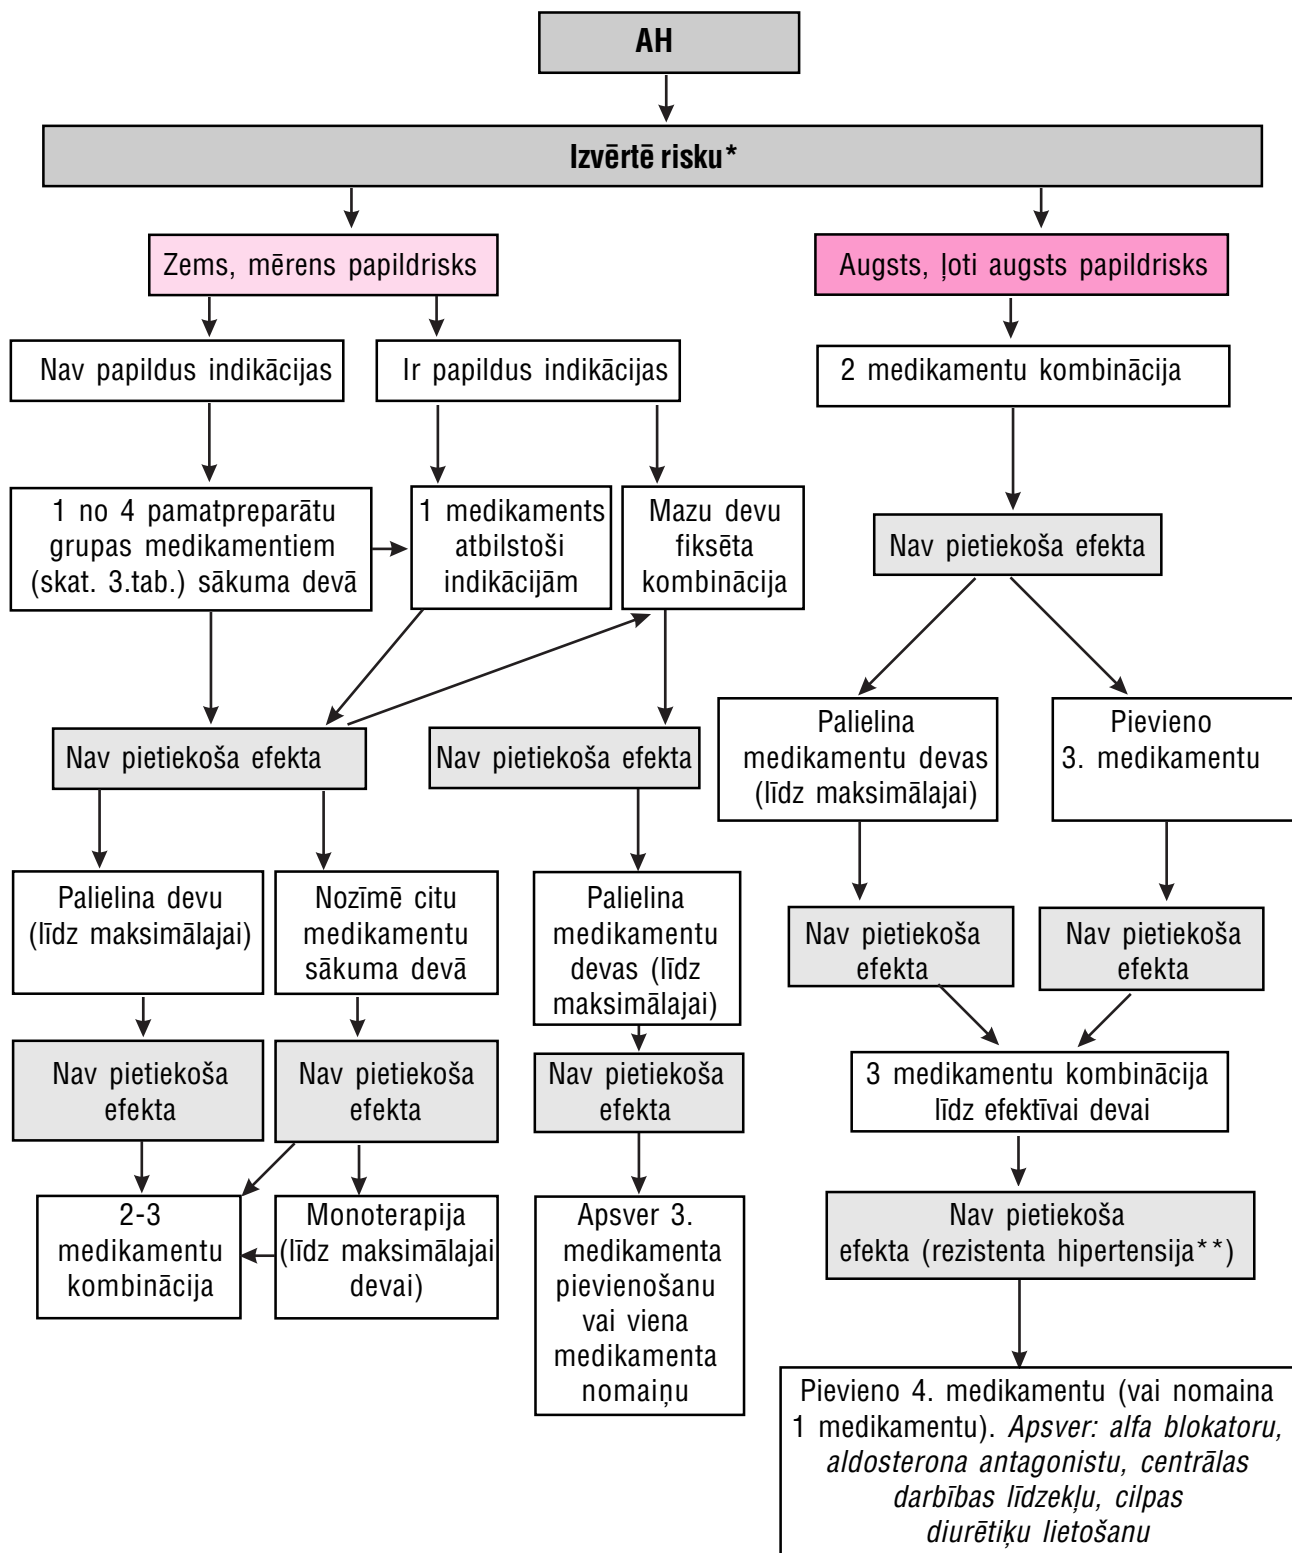 AH
Izvērtē risku*
Zems, mērens papildrisks
Augsts, ļoti augsts papildrisks
Nav papildus indikācijas
Ir papildus indikācijas
2 medikamentu kombinācija
1 no 4 pamatpreparātu
grupas medikamentiem
(skat. 3.tab.) sākuma devā
1 medikaments
atbilstoši
indikācijām
Mazu devu
fiksēta
kombinācija
Nav pietiekoša efekta
Nav pietiekoša efekta
Nav pietiekoša efekta
Palielina
medikamentu devas
(līdz maksimālajai)
Pievieno
3. medikamentu
Palielina devu
(līdz maksimālajai)
Nozīmē citu
medikamentu
sākuma devā
Palielina
medikamentu
devas (līdz
maksimālajai)
Nav pietiekoša
efekta
Nav pietiekoša
efekta
Nav pietiekoša
efekta
Nav pietiekoša
efekta
Nav pietiekoša
efekta
3 medikamentu kombinācija
līdz efektīvai devai
2-3
medikamentu
kombinācija
Monoterapija
(līdz maksimālajai
devai)
Apsver 3.
medikamenta
pievienošanu
vai viena
medikamenta
nomaiņu
Nav pietiekoša
efekta (rezistenta hipertensija**)
Pievieno 4. medikamentu (vai nomaina
1 medikamentu). Apsver: alfa blokatoru,
aldosterona antagonistu, centrālas
darbības līdzekļu, cilpas
diurētiķu lietošanu